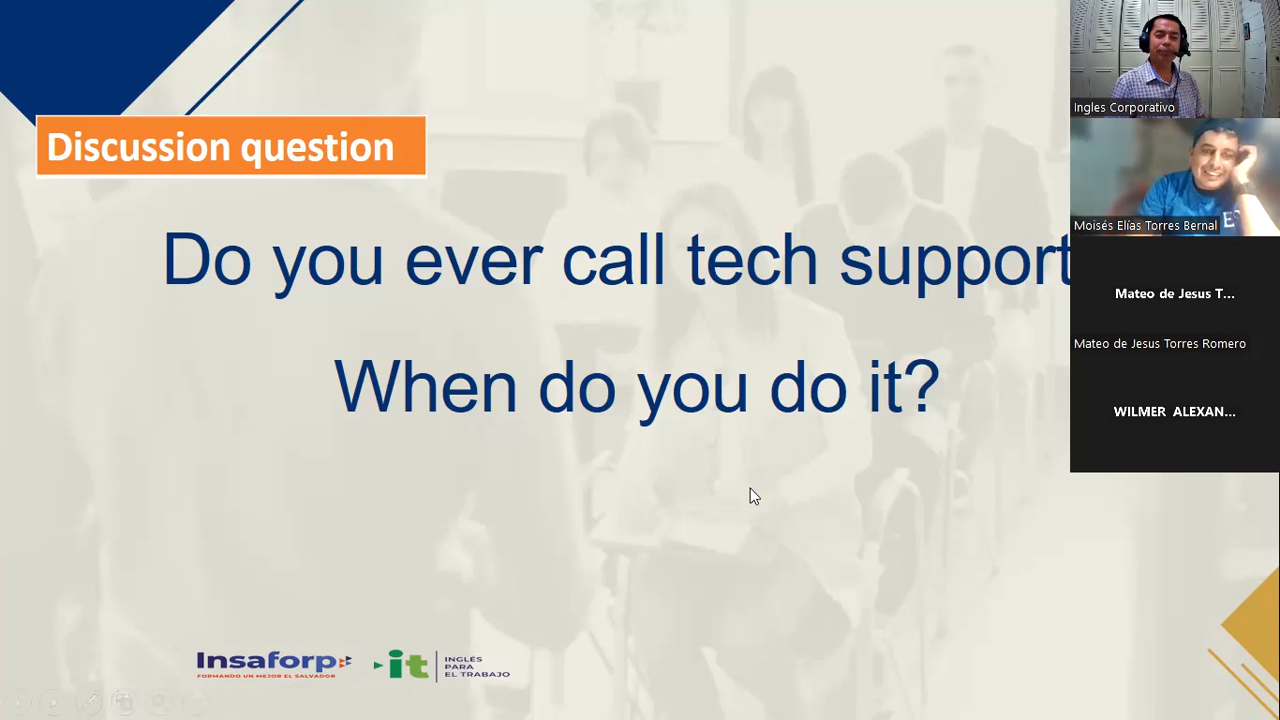 Discussion question
Do you ever call tech support
When do you do it?
Insaforp
FORMANDO UN MEJOR EL SALVADOR
it
INGLÉS
PARA
EL TRABAJO
Ingles Corporativo
ES
Moisés Elías Torres Bernal
Mateo de Jesus T...
Mateo de Jesus Torres Romero
WILMER ALEXAN...